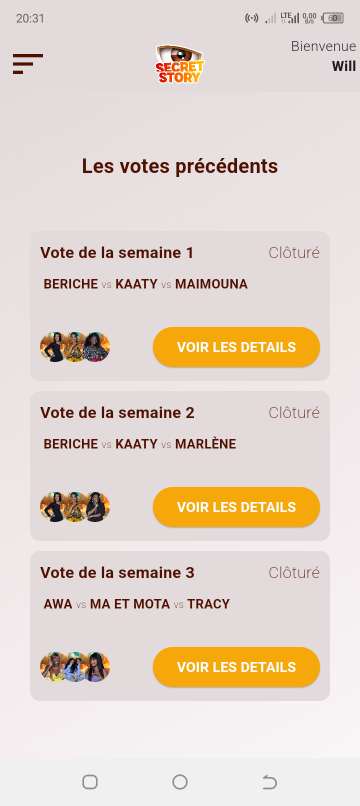 20:31
LTE
0,00
Bienvenue
Will
SECRET
STORY
Les votes précédents
Vote de la semaine 1 Clôturé
BERICHE vs KAATY vs MAIMOUNA
VOIR LES DETAILS
Vote de la semaine 2 Clôturé
BERICHE vs KAATY vs MARLÈNE
VOIR LES DETAILS
Vote de la semaine 3 Clôturé
AWA vs MA ET MOTA vs TRACY
VOIR LES DETAILS